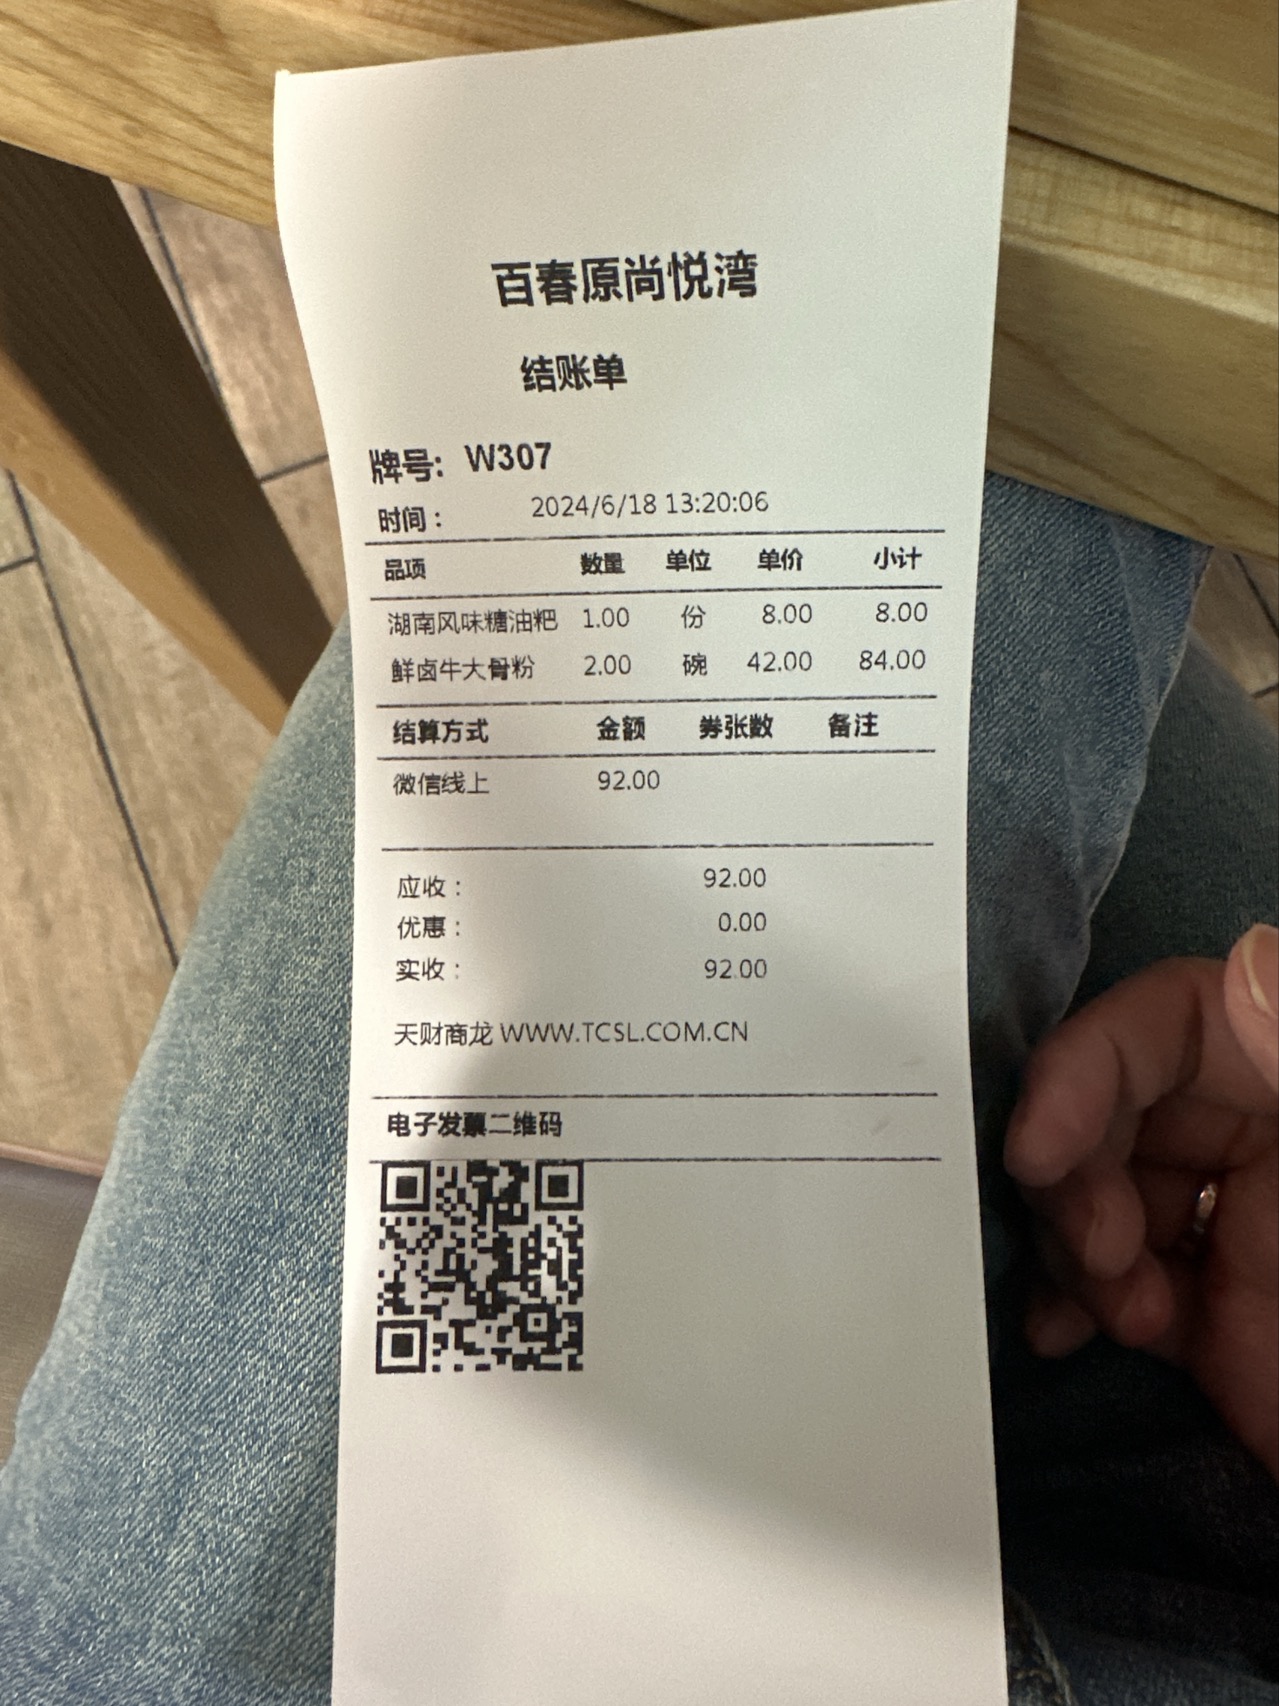 百春原尚悦湾
结账单
牌号: W307
时间： 2024/6/18 13:20:06
品项 数量 单位 单价 小计
湖南风味糖油粑 1.00 份 8.00 8.00
鲜卤牛大骨粉 2.00 碗 42.00 84.00
结算方式 金额 券张数 备注
微信线上 92.00
应收： 92.00
优惠： 0.00
实收： 92.00
天财商龙 WWW.TCSL.COM.CN
电子发票二维码